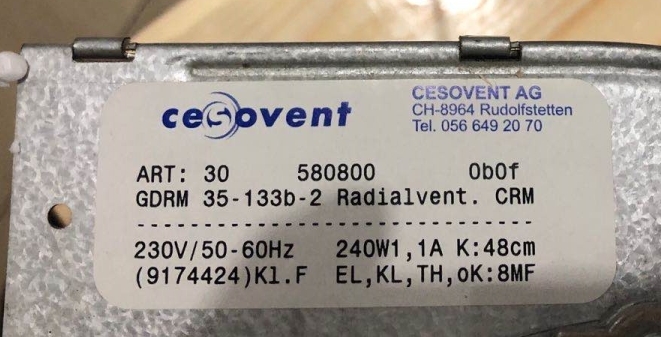 cesovent
CESOVENT AG
CH-8964 Rudolfstetten
Tel. 056 649 20 70
ART: 30 580800 0b0f
GDRM 35-133b-2 Radialvent. CRM
--------------------------------
230V/50-60Hz 240W1,1A K:48cm
(9174424)Kl.F EL,KL,TH,oK:8MF